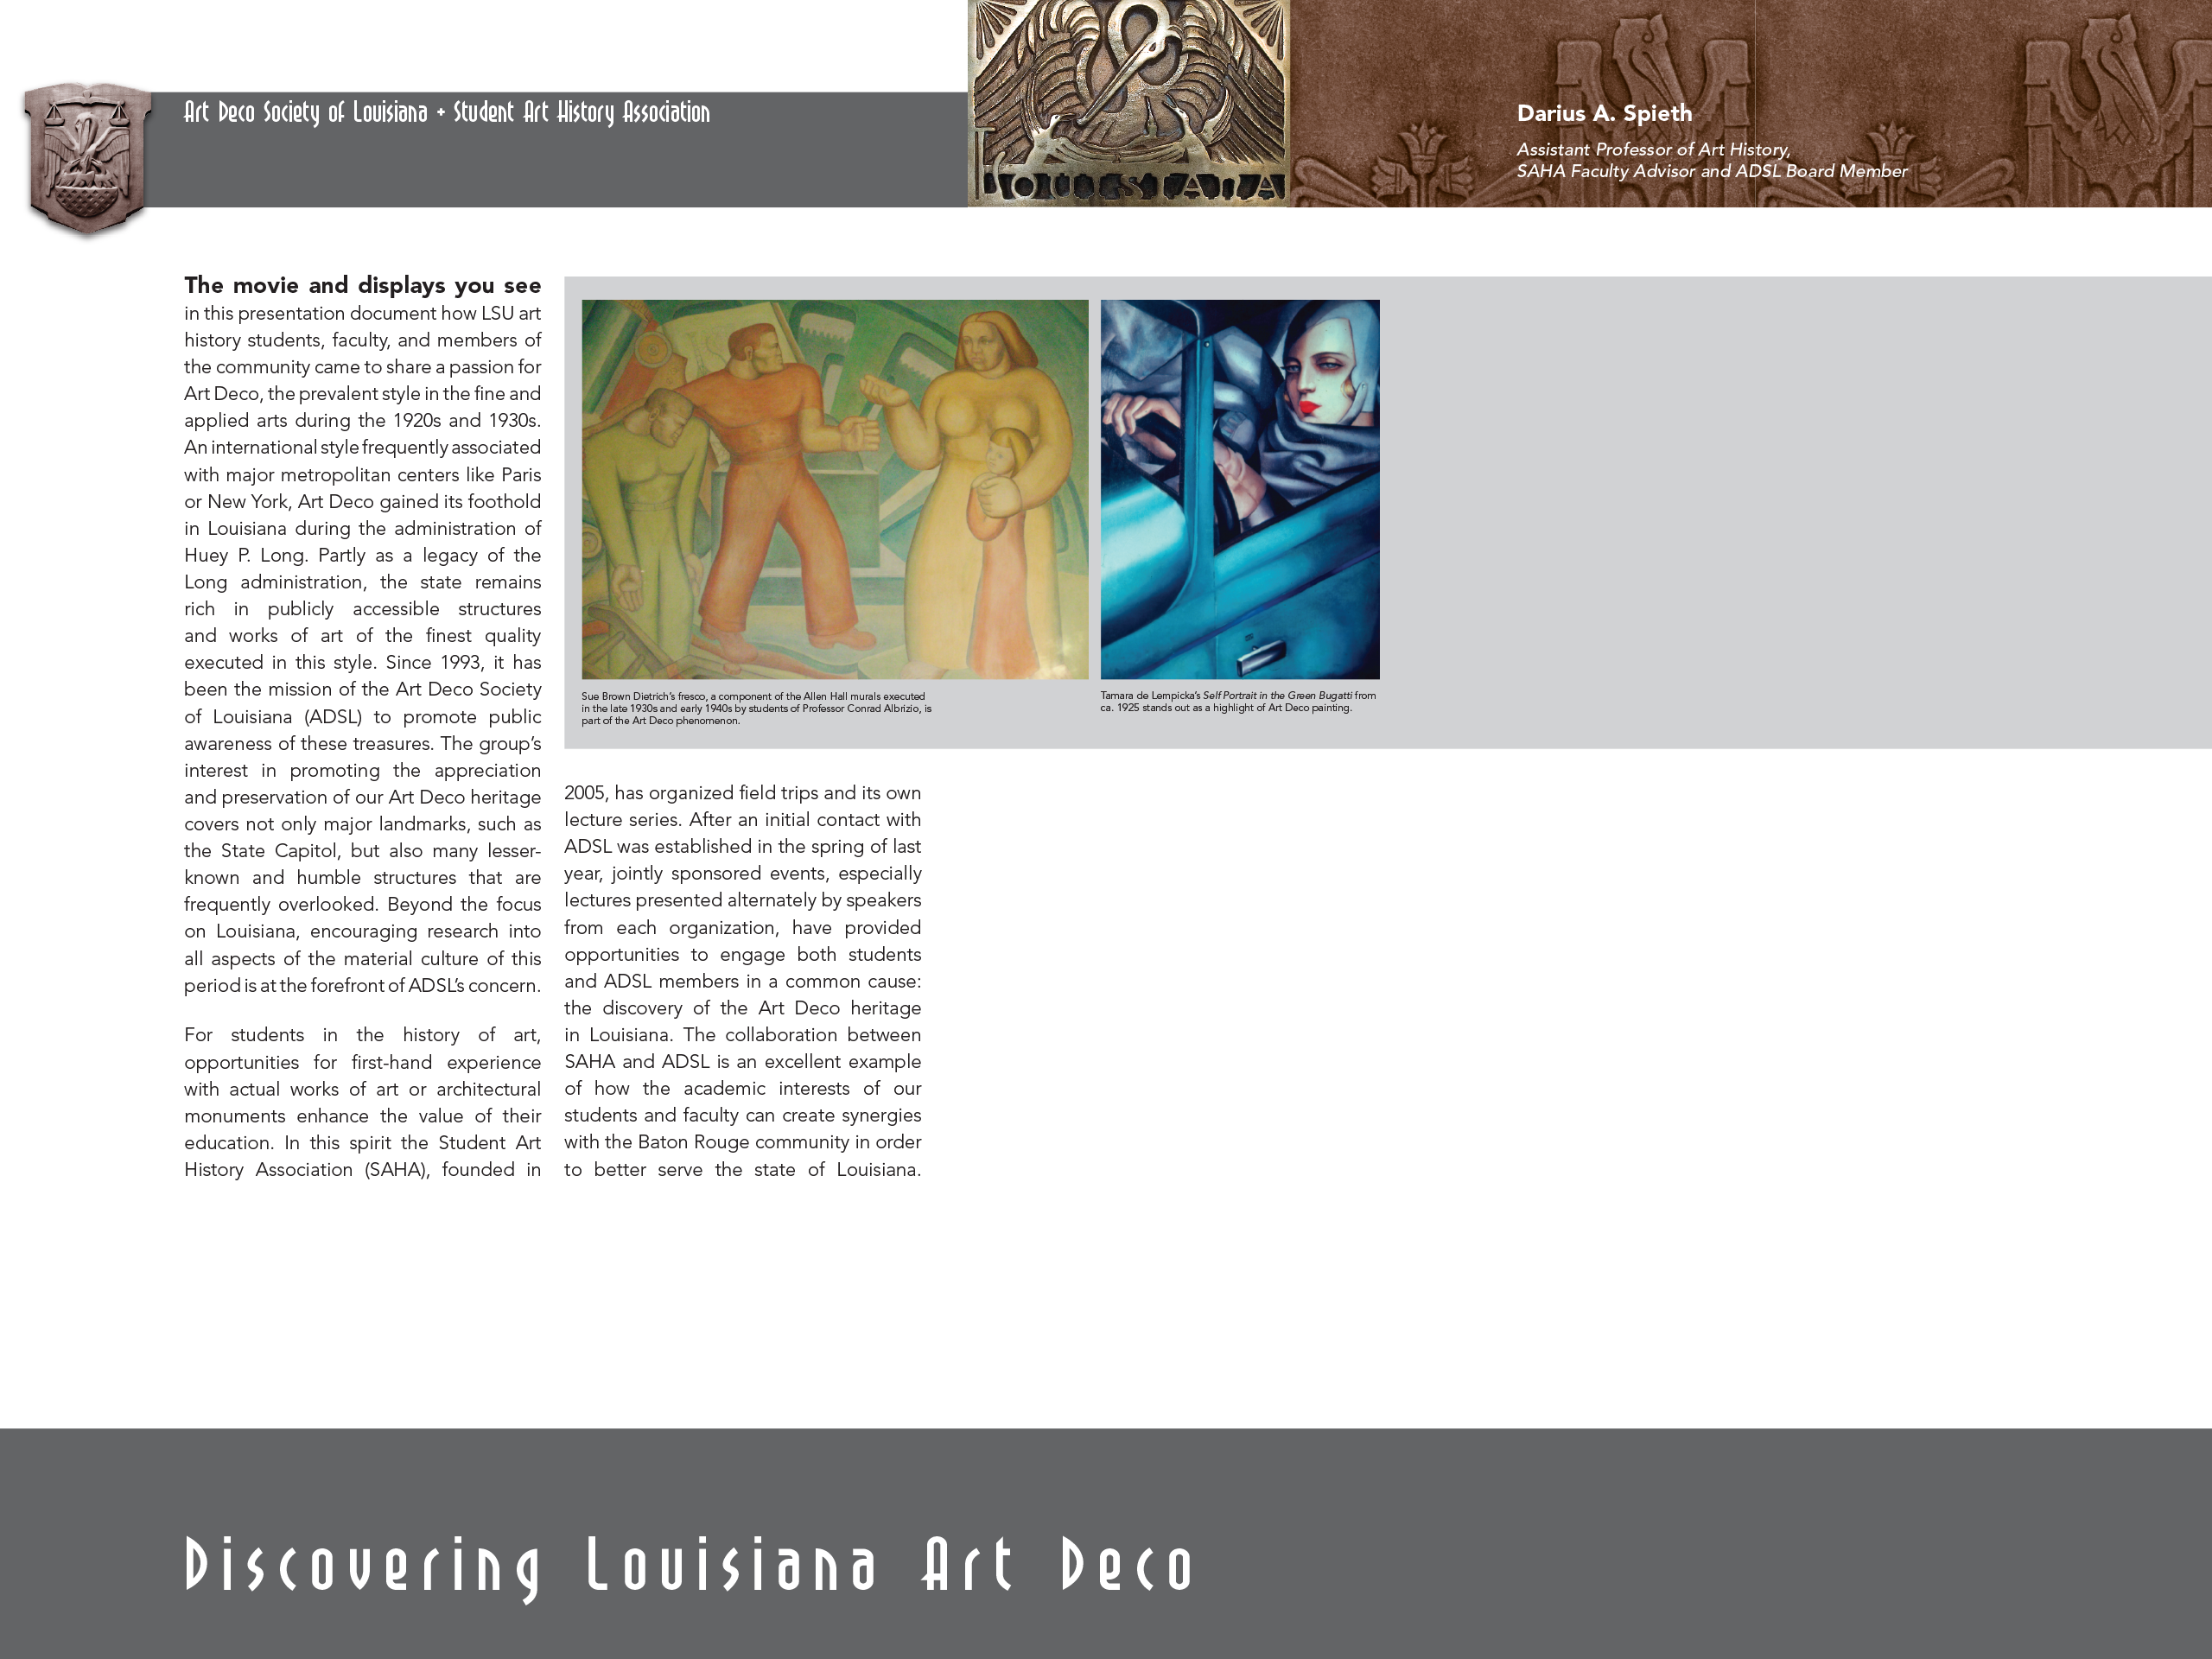 Art Deco Society of Louisiana + Student Art History Association
LOUISIANA
Darius A. Spieth
Assistant Professor of Art History,
SAHA Faculty Advisor and ADSL Board Member
The movie and displays you see
in this presentation document how LSU art
history students, faculty, and members of
the community came to share a passion for
Art Deco, the prevalent style in the fine and
applied arts during the 1920s and 1930s.
An international style frequently associated
with major metropolitan centers like Paris
or New York, Art Deco gained its foothold
in Louisiana during the administration of
Huey P. Long. Partly as a legacy of the
Long administration, the state remains
rich in publicly accessible structures
and works of art of the finest quality
executed in this style. Since 1993, it has
been the mission of the Art Deco Society
of Louisiana (ADSL) to promote public
awareness of these treasures. The group's
interest in promoting the appreciation
and preservation of our Art Deco heritage
covers not only major landmarks, such as
the State Capitol, but also many lesser-
known and humble structures that are
frequently overlooked. Beyond the focus
on Louisiana, encouraging research into
all aspects of the material culture of this
period is at the forefront of ADSL's concern.
For students in the history of art,
opportunities for first-hand experience
with actual works of art or architectural
monuments enhance the value of their
education. In this spirit the Student Art
History Association (SAHA), founded in
Sue Brown Dietrich's fresco, a component of the Allen Hall murals executed
in the late 1930s and early 1940s by students of Professor Conrad Albrizio, is
part of the Art Deco phenomenon.
Tamara de Lempicka's Self Portrait in the Green Bugatti from
ca. 1925 stands out as a highlight of Art Deco painting.
2005, has organized field trips and its own
lecture series. After an initial contact with
ADSL was established in the spring of last
year, jointly sponsored events, especially
lectures presented alternately by speakers
from each organization, have provided
opportunities to engage both students
and ADSL members in a common cause:
the discovery of the Art Deco heritage
in Louisiana. The collaboration between
SAHA and ADSL is an excellent example
of how the academic interests of our
students and faculty can create synergies
with the Baton Rouge community in order
to better serve the state of Louisiana.
Discovering Louisiana Art Deco